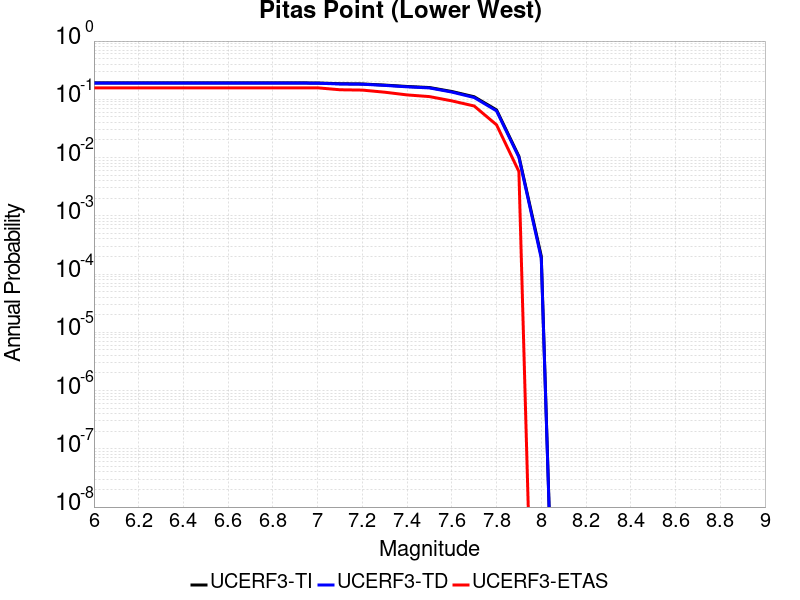 Pitas Point (Lower West)
10^0
10^-1
10^-2
10^-3
10^-4
10^-5
10^-6
10^-7
10^-8
Annual Probability
6 6.2 6.4 6.6 6.8 7 7.2 7.4 7.6 7.8 8 8.2 8.4 8.6 8.8 9
Magnitude
UCERF3-TI UCERF3-TD UCERF3-ETAS